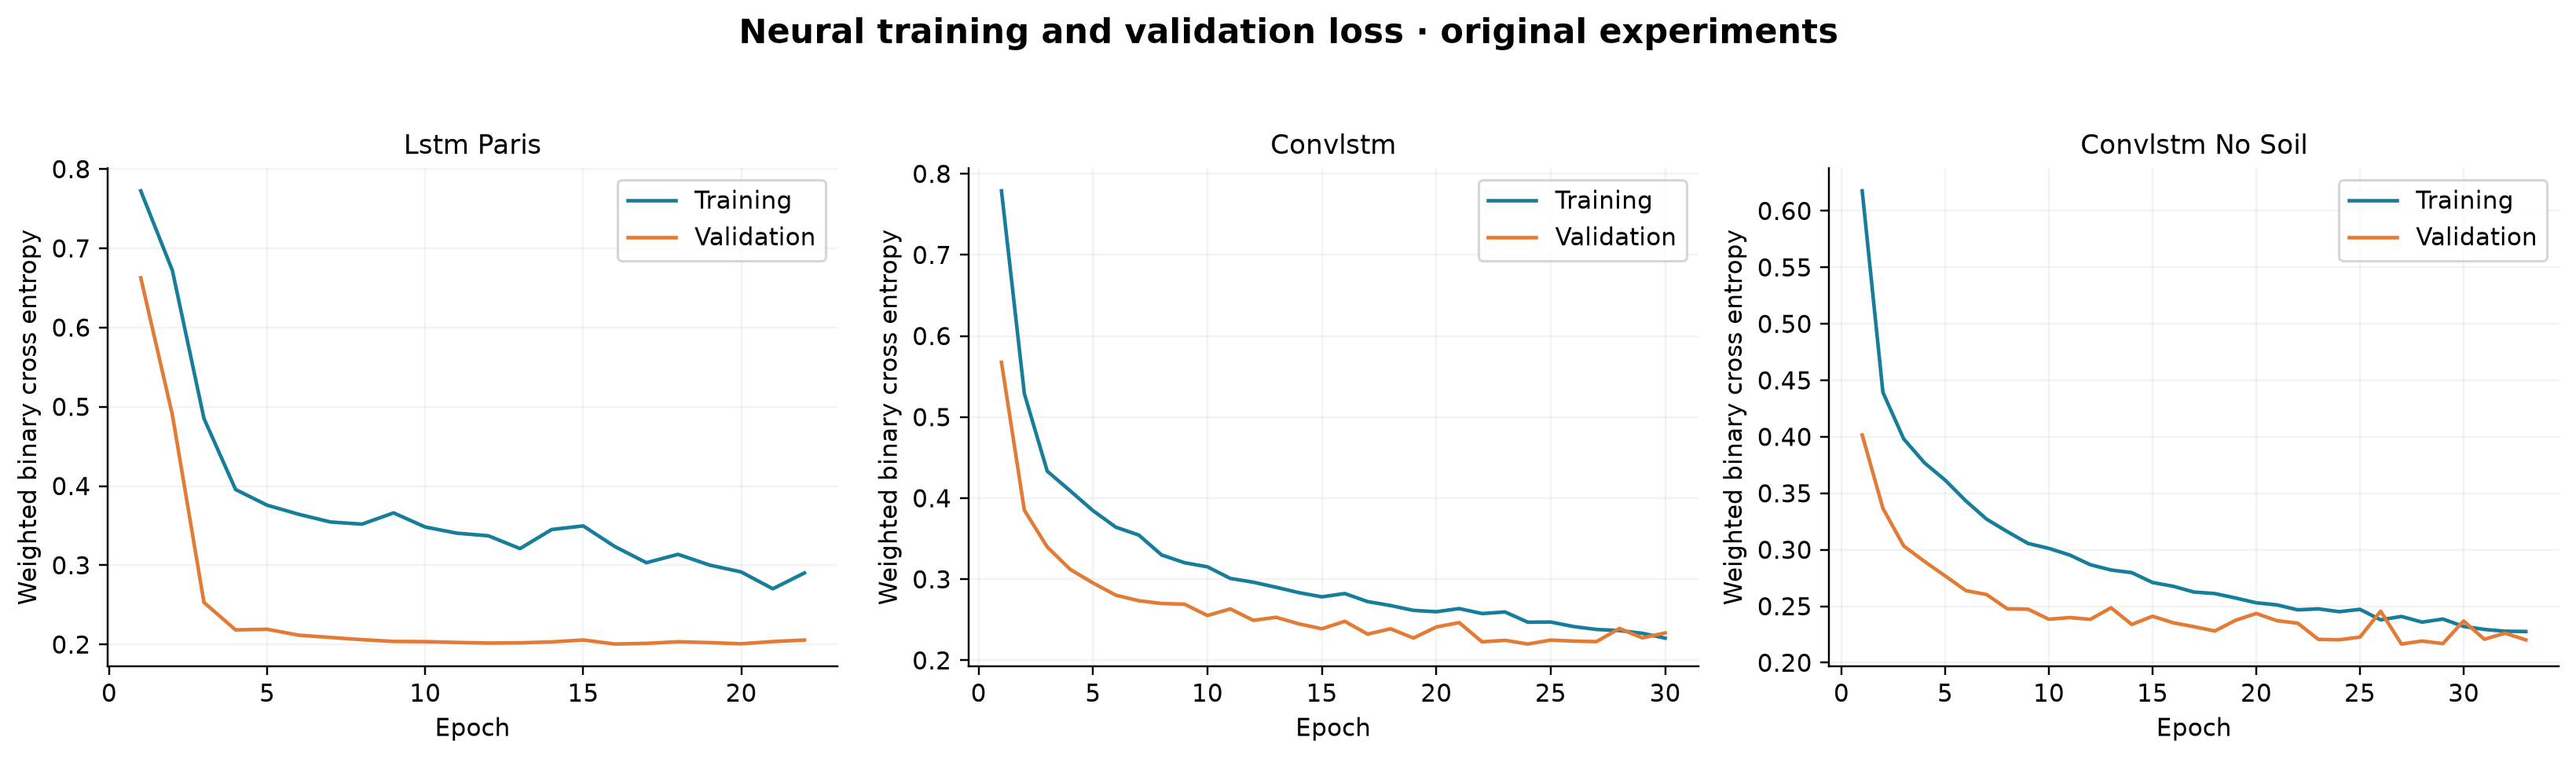 Neural training and validation loss · original experiments
Lstm Paris
Weighted binary cross entropy
0.8
0.7
0.6
0.5
0.4
0.3
0.2
Training
Validation
0 5 10 15 20
Epoch
Convlstm
Weighted binary cross entropy
0.8
0.7
0.6
0.5
0.4
0.3
0.2
Training
Validation
0 5 10 15 20 25 30
Epoch
Convlstm No Soil
Weighted binary cross entropy
0.60
0.55
0.50
0.45
0.40
0.35
0.30
0.25
0.20
Training
Validation
0 5 10 15 20 25 30
Epoch